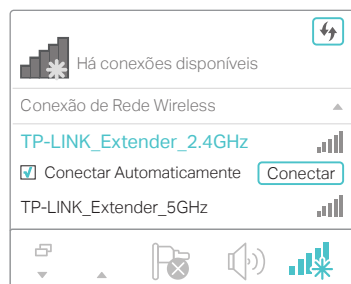 Há conexões disponíveis
Conexão de Rede Wireless
TP-LINK_Extender_2.4GHz
Conectar Automaticamente Conectar
TP-LINK_Extender_5GHz